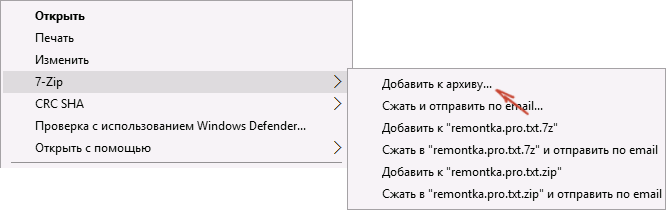 Открыть
Печать
Изменить
7-Zip
CRC SHA
Проверка с использованием Windows Defender...
Открыть с помощью
Добавить к архиву...
Сжать и отправить по email...
Добавить к "remontka.pro.txt.7z"
Сжать в "remontka.pro.txt.7z" и отправить по email
Добавить к "remontka.pro.txt.zip"
Сжать в "remontka.pro.txt.zip" и отправить по email